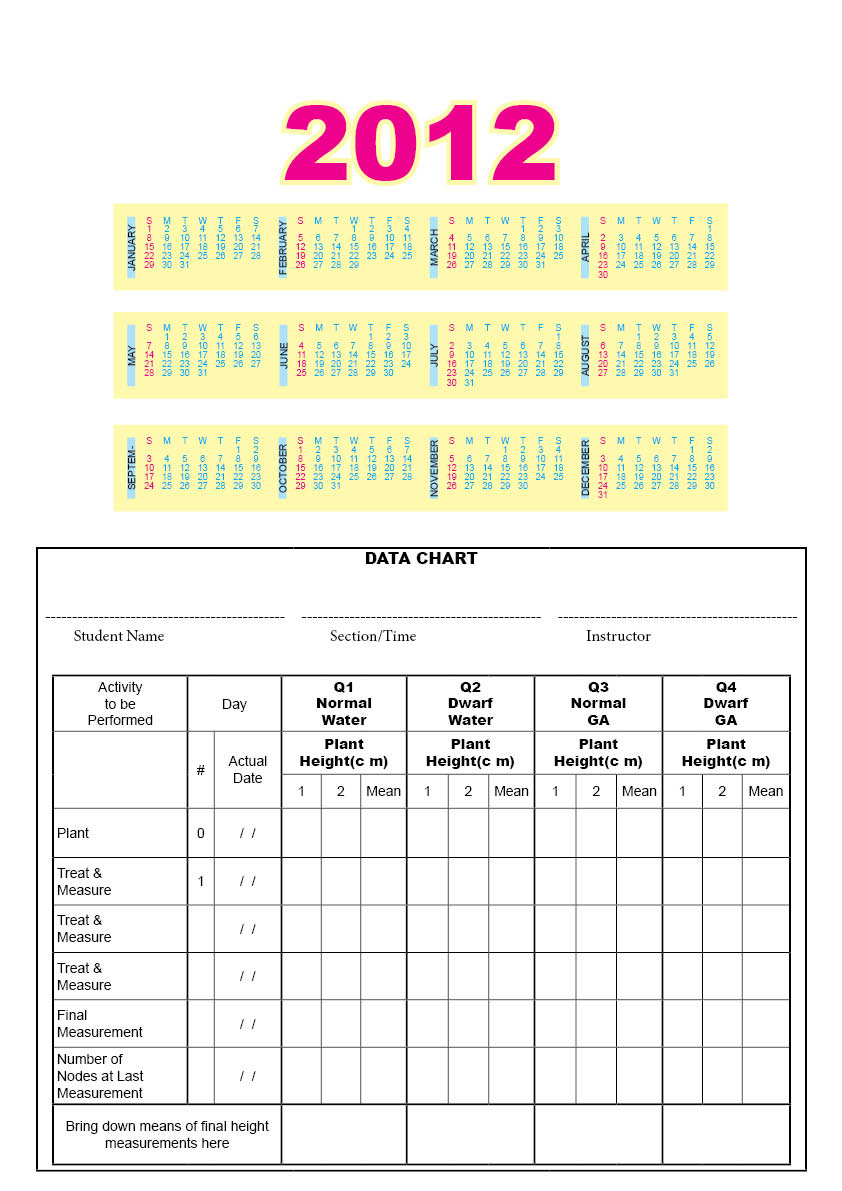 2012
JANUARY
S M T W T F S
1 2 3 4 5 6 7
8 9 10 11 12 13 14
15 16 17 18 19 20 21
22 23 24 25 26 27 28
29 30 31
FEBRUARY
S M T W T F S
1 2 3 4
5 6 7 8 9 10 11
12 13 14 15 16 17 18
19 20 21 22 23 24 25
26 27 28 29
MARCH
S M T W T F S
1 2 3
4 5 6 7 8 9 10
11 13 14 15 16 17 18
19 20 21 22 23 24 25
26 27 28 29 30 31
APRIL
S M T W T F S
1
2 3 4 5 6 7 8
9 10 11 12 13 14 15
16 17 18 19 20 21 22
23 24 25 26 27 28 29
30
MAY
S M T W T F S
1 2 3 4 5 6
7 8 9 10 11 12 13
14 15 16 17 18 19 20
21 22 23 24 25 26 27
28 29 30 31
JUNE
S M T W T F S
1 2 3
4 5 6 7 8 9 10
11 12 13 14 15 16 17
18 19 20 21 22 23 24
25 26 27 28 29 30
JULY
S M T W T F S
1
2 3 4 5 6 7 8
9 10 11 12 13 14 15
16 17 18 19 20 21 22
23 24 25 26 27 28 29
30 31
AUGUST
S M T W T F S
1 2 3 4 5
6 7 8 9 10 11 12
13 14 15 16 17 18 19
20 21 22 23 24 25 26
27 28 29 30 31
SEPTEM-
S M T W T F S
1 2
3 4 5 6 7 8 9
10 11 12 13 14 15 16
17 18 19 20 21 22 23
24 25 26 27 28 29 30
OCTOBER
S M T W T F S
1 2 3 4 5 6 7
8 9 10 11 12 13 14
15 16 17 18 19 20 21
22 23 24 25 26 27 28
29 30 31
NOVEMBER
S M T W T F S
1 2 3 4
5 6 7 8 9 10 11
12 13 14 15 16 17 18
19 20 21 22 23 24 25
26 27 28 29 30
DECEMBER
S M T W T F S
1 2
3 4 5 6 7 8 9
10 11 12 13 14 15 16
17 18 19 20 21 22 23
24 25 26 27 28 29 30
31
DATA CHART
Student Name Section/Time Instructor
Activity
to be
Performed
Day
Q1
Normal
Water
Q2
Dwarf
Water
Q3
Normal
GA
Q4
Dwarf
GA
# Actual
Date
Plant
Height(c m)
Plant
Height(c m)
Plant
Height(c m)
Plant
Height(c m)
1 2 Mean 1 2 Mean 1 2 Mean 1 2 Mean
Plant 0 / /
Treat &
Measure 1 / /
Treat &
Measure / /
Treat &
Measure / /
Final
Measurement / /
Number of
Nodes at Last / /
Measurement
Bring down means of final height
measurements here